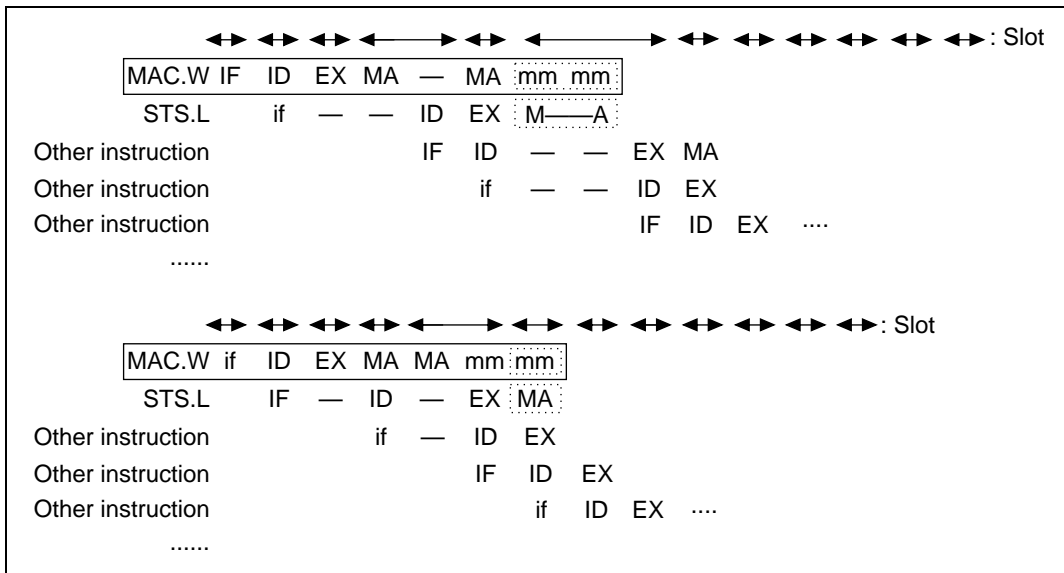 : Slot
MAC.W IF ID EX MA — MA mm mm
STS.L if — — ID EX M——A
Other instruction IF ID — — EX MA
Other instruction if — — ID EX
Other instruction IF ID EX ....
......
: Slot
MAC.W if ID EX MA MA mm mm
STS.L IF — ID — EX MA
Other instruction if — ID EX
Other instruction IF ID EX
Other instruction if ID EX ....
......